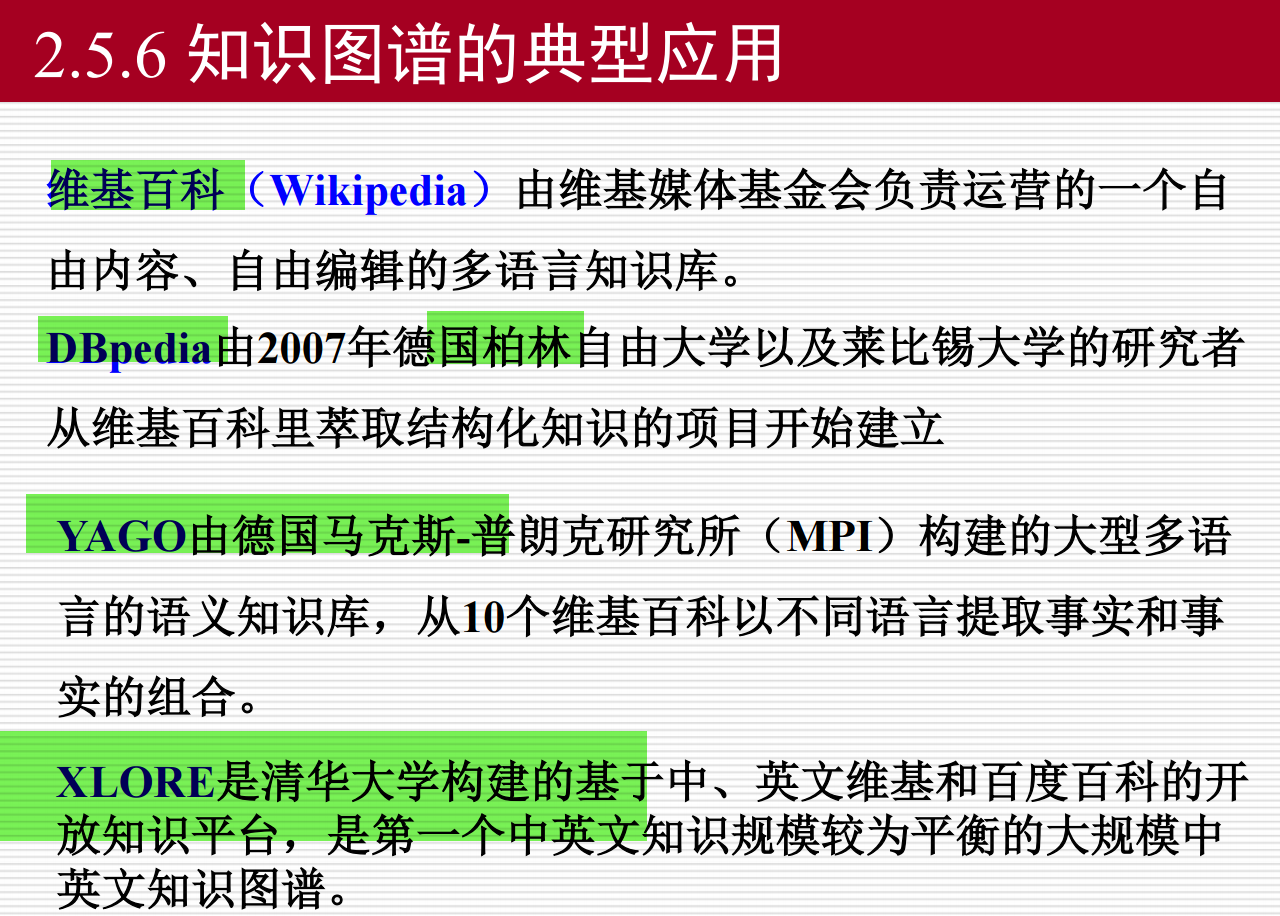 2.5.6 知识图谱的典型应用
维基百科（Wikipedia）由维基媒体基金会负责运营的一个自
由内容、自由编辑的多语言知识库。
DBpedia由2007年德国柏林自由大学以及莱比锡大学的研究者
从维基百科里萃取结构化知识的项目开始建立
YAGO由德国马克斯-普朗克研究所（MPI）构建的大型多语
言的语义知识库，从10个维基百科以不同语言提取事实和事
实的组合。
XLORE是清华大学构建的基于中、英文维基和百度百科的开
放知识平台，是第一个中英文知识规模较为平衡的大规模中
英文知识图谱。